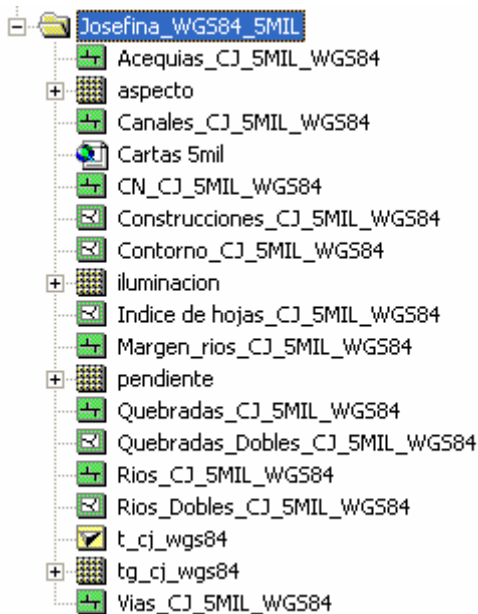 Josefina_WGS84_5MIL
Acequias_CJ_5MIL_WGS84
aspecto
Canales_CJ_5MIL_WGS84
Cartas 5mil
CN_CJ_5MIL_WGS84
Construcciones_CJ_5MIL_WGS84
Contorno_CJ_5MIL_WGS84
iluminacion
Indice de hojas_CJ_5MIL_WGS84
Margen_rios_CJ_5MIL_WGS84
pendiente
Quebradas_CJ_5MIL_WGS84
Quebradas_Dobles_CJ_5MIL_WGS84
Rios_CJ_5MIL_WGS84
Rios_Dobles_CJ_5MIL_WGS84
t_cj_wgs84
tg_cj_wgs84
Vias_CJ_5MIL_WGS84